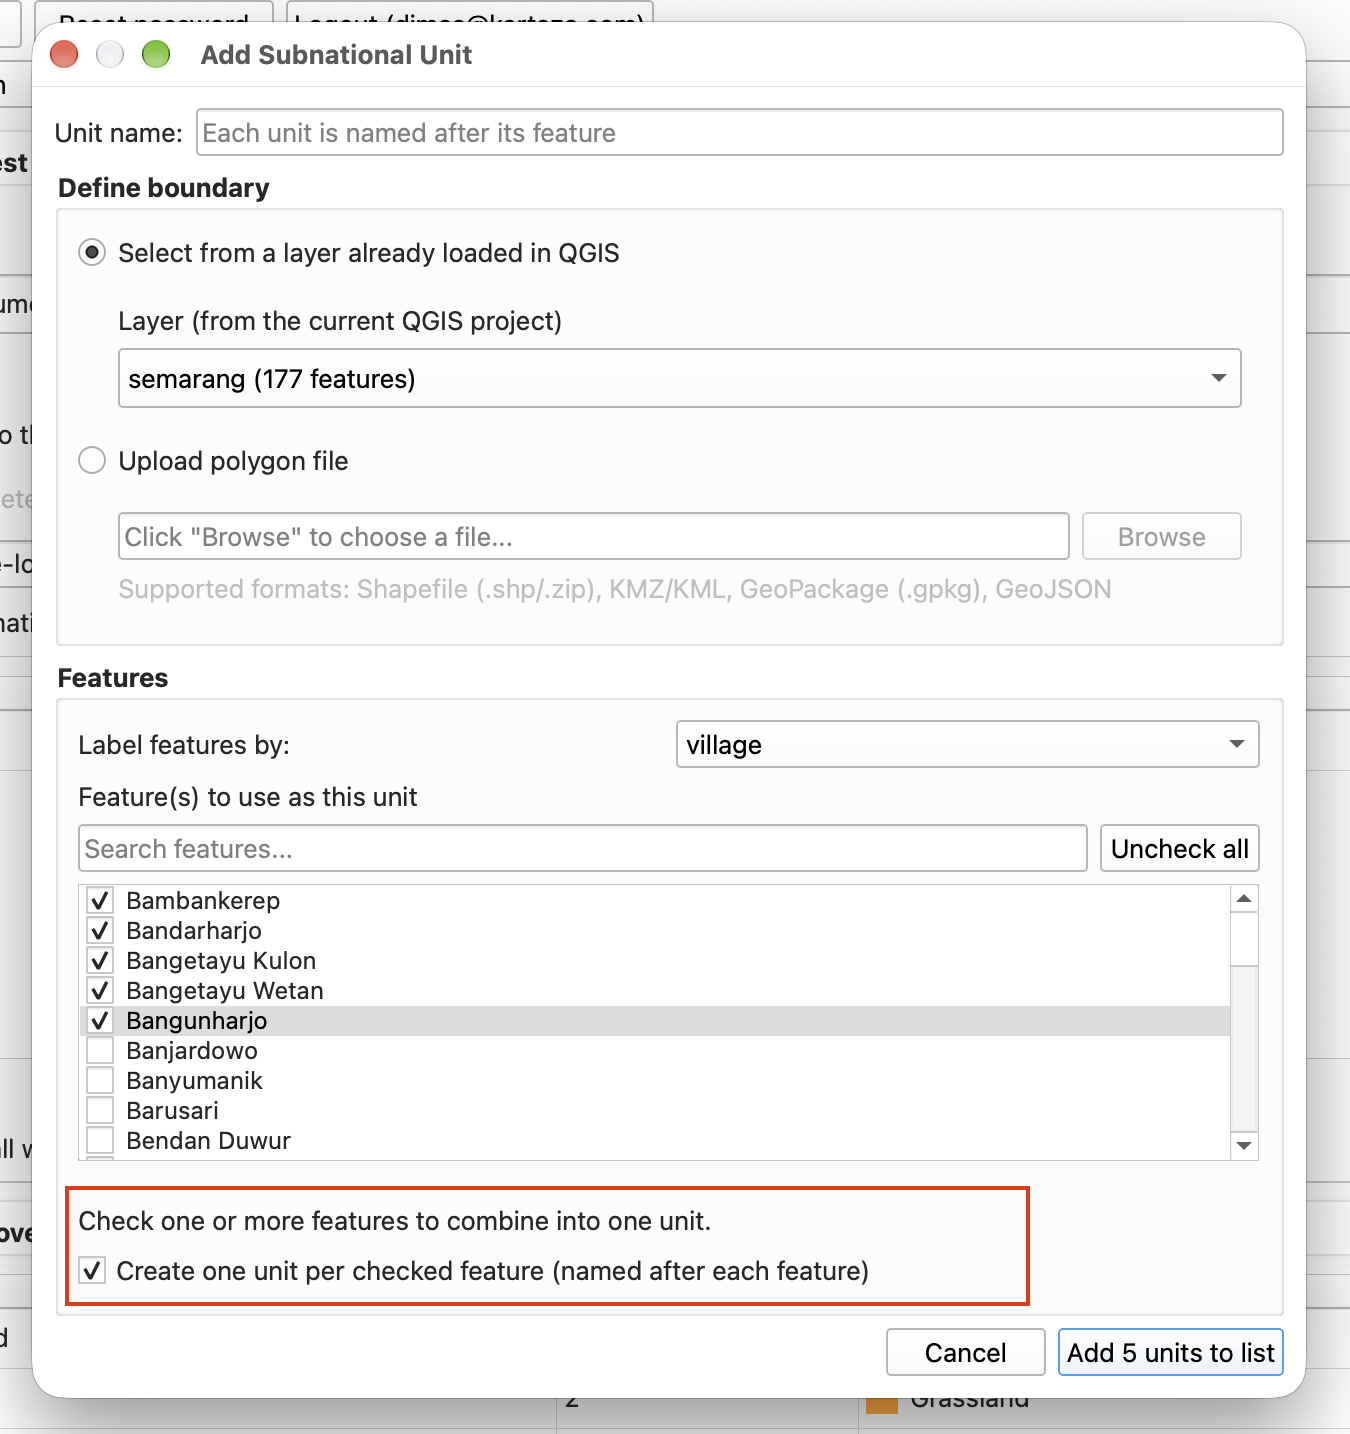 Add Subnational Unit
Unit name: Each unit is named after its feature
Define boundary
Select from a layer already loaded in QGIS
Layer (from the current QGIS project)
semarang (177 features)
Upload polygon file
Click "Browse" to choose a file... Browse
Supported formats: Shapefile (.shp/.zip), KMZ/KML, GeoPackage (.gpkg), GeoJSON
Features
Label features by: village
Feature(s) to use as this unit
Search features... Uncheck all
Bambankerep
Bandarharjo
Bangetayu Kulon
Bangetayu Wetan
Bangunharjo
Banjardowo
Banyumanik
Barusari
Bendan Duwur
Check one or more features to combine into one unit.
Create one unit per checked feature (named after each feature)
Cancel Add 5 units to list
2 Grassland